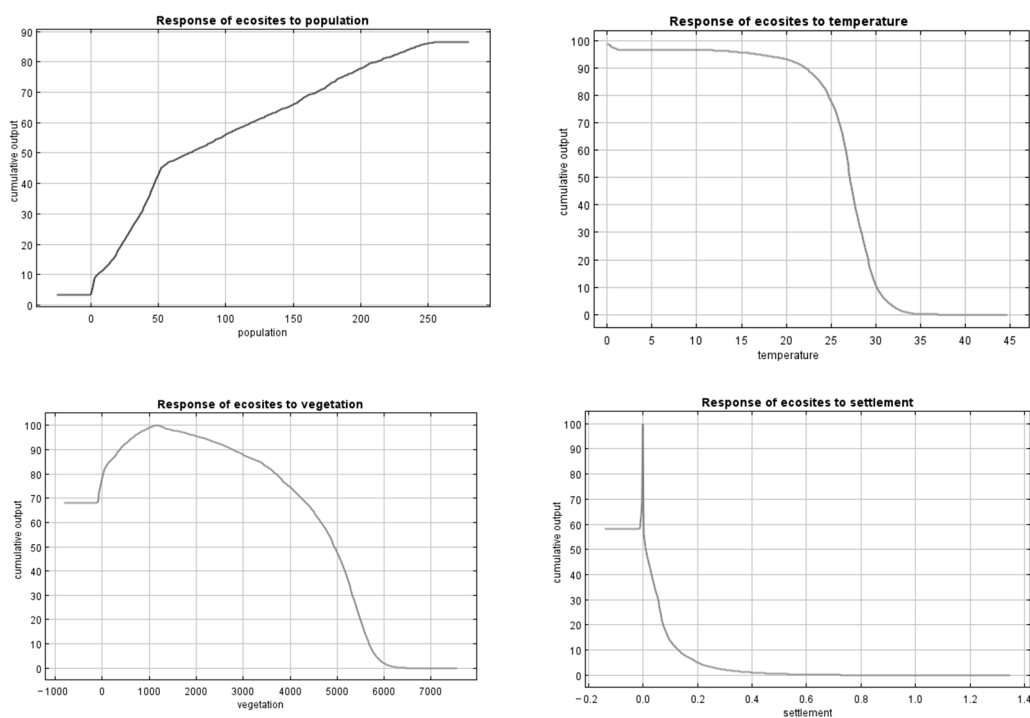 Response of ecosites to population
90
80
70
60
50
40
30
20
10
0
cumulative output
0 50 100 150 200 250
population
Response of ecosites to temperature
100
90
80
70
60
50
40
30
20
10
0
cumulative output
0 5 10 15 20 25 30 35 40 45
temperature
Response of ecosites to vegetation
100
90
80
70
60
50
40
30
20
10
0
cumulative output
−1000 0 1000 2000 3000 4000 5000 6000 7000
vegetation
Response of ecosites to settlement
100
90
80
70
60
50
40
30
20
10
0
cumulative output
−0.2 0.0 0.2 0.4 0.6 0.8 1.0 1.2 1.4
settlement